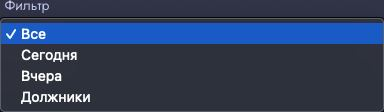 Фильтр
Все
Сегодня
Вчера
Должники